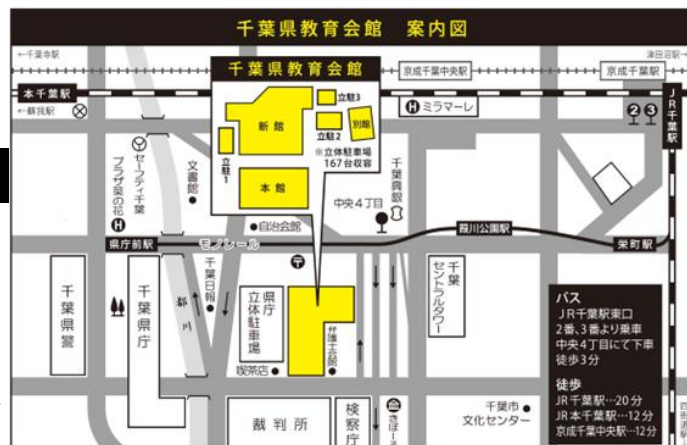 千葉県教育会館 案内図
←千葉寺駅
津田沼駅→
千葉県教育会館
京成千葉中央駅
京成千葉駅
本千葉駅
←蘇我駅
JR千葉駅
新館
立駐3
立駐2
別館
立駐1
※立体駐車場
167台収容
本館
H ミラマーレ
2 3
セーフティ千葉
プラザ菜の花
H
文書館
千葉興銀
中央4丁目
自治会館
県庁前駅
モノレール
葭川公園駅
栄町駅
千葉県警
千葉県庁
都川
千葉日報
県庁
立体駐車場
喫茶店
弁護士会館
千葉
セントラルタワー
裁判所
検察庁
きぼーる
千葉市
文化センター
バス
JR千葉駅東口
2番、3番より乗車
中央4丁目にて下車
徒歩3分
徒歩
JR千葉駅…20分
JR本千葉駅…12分
京成千葉中央駅…12分